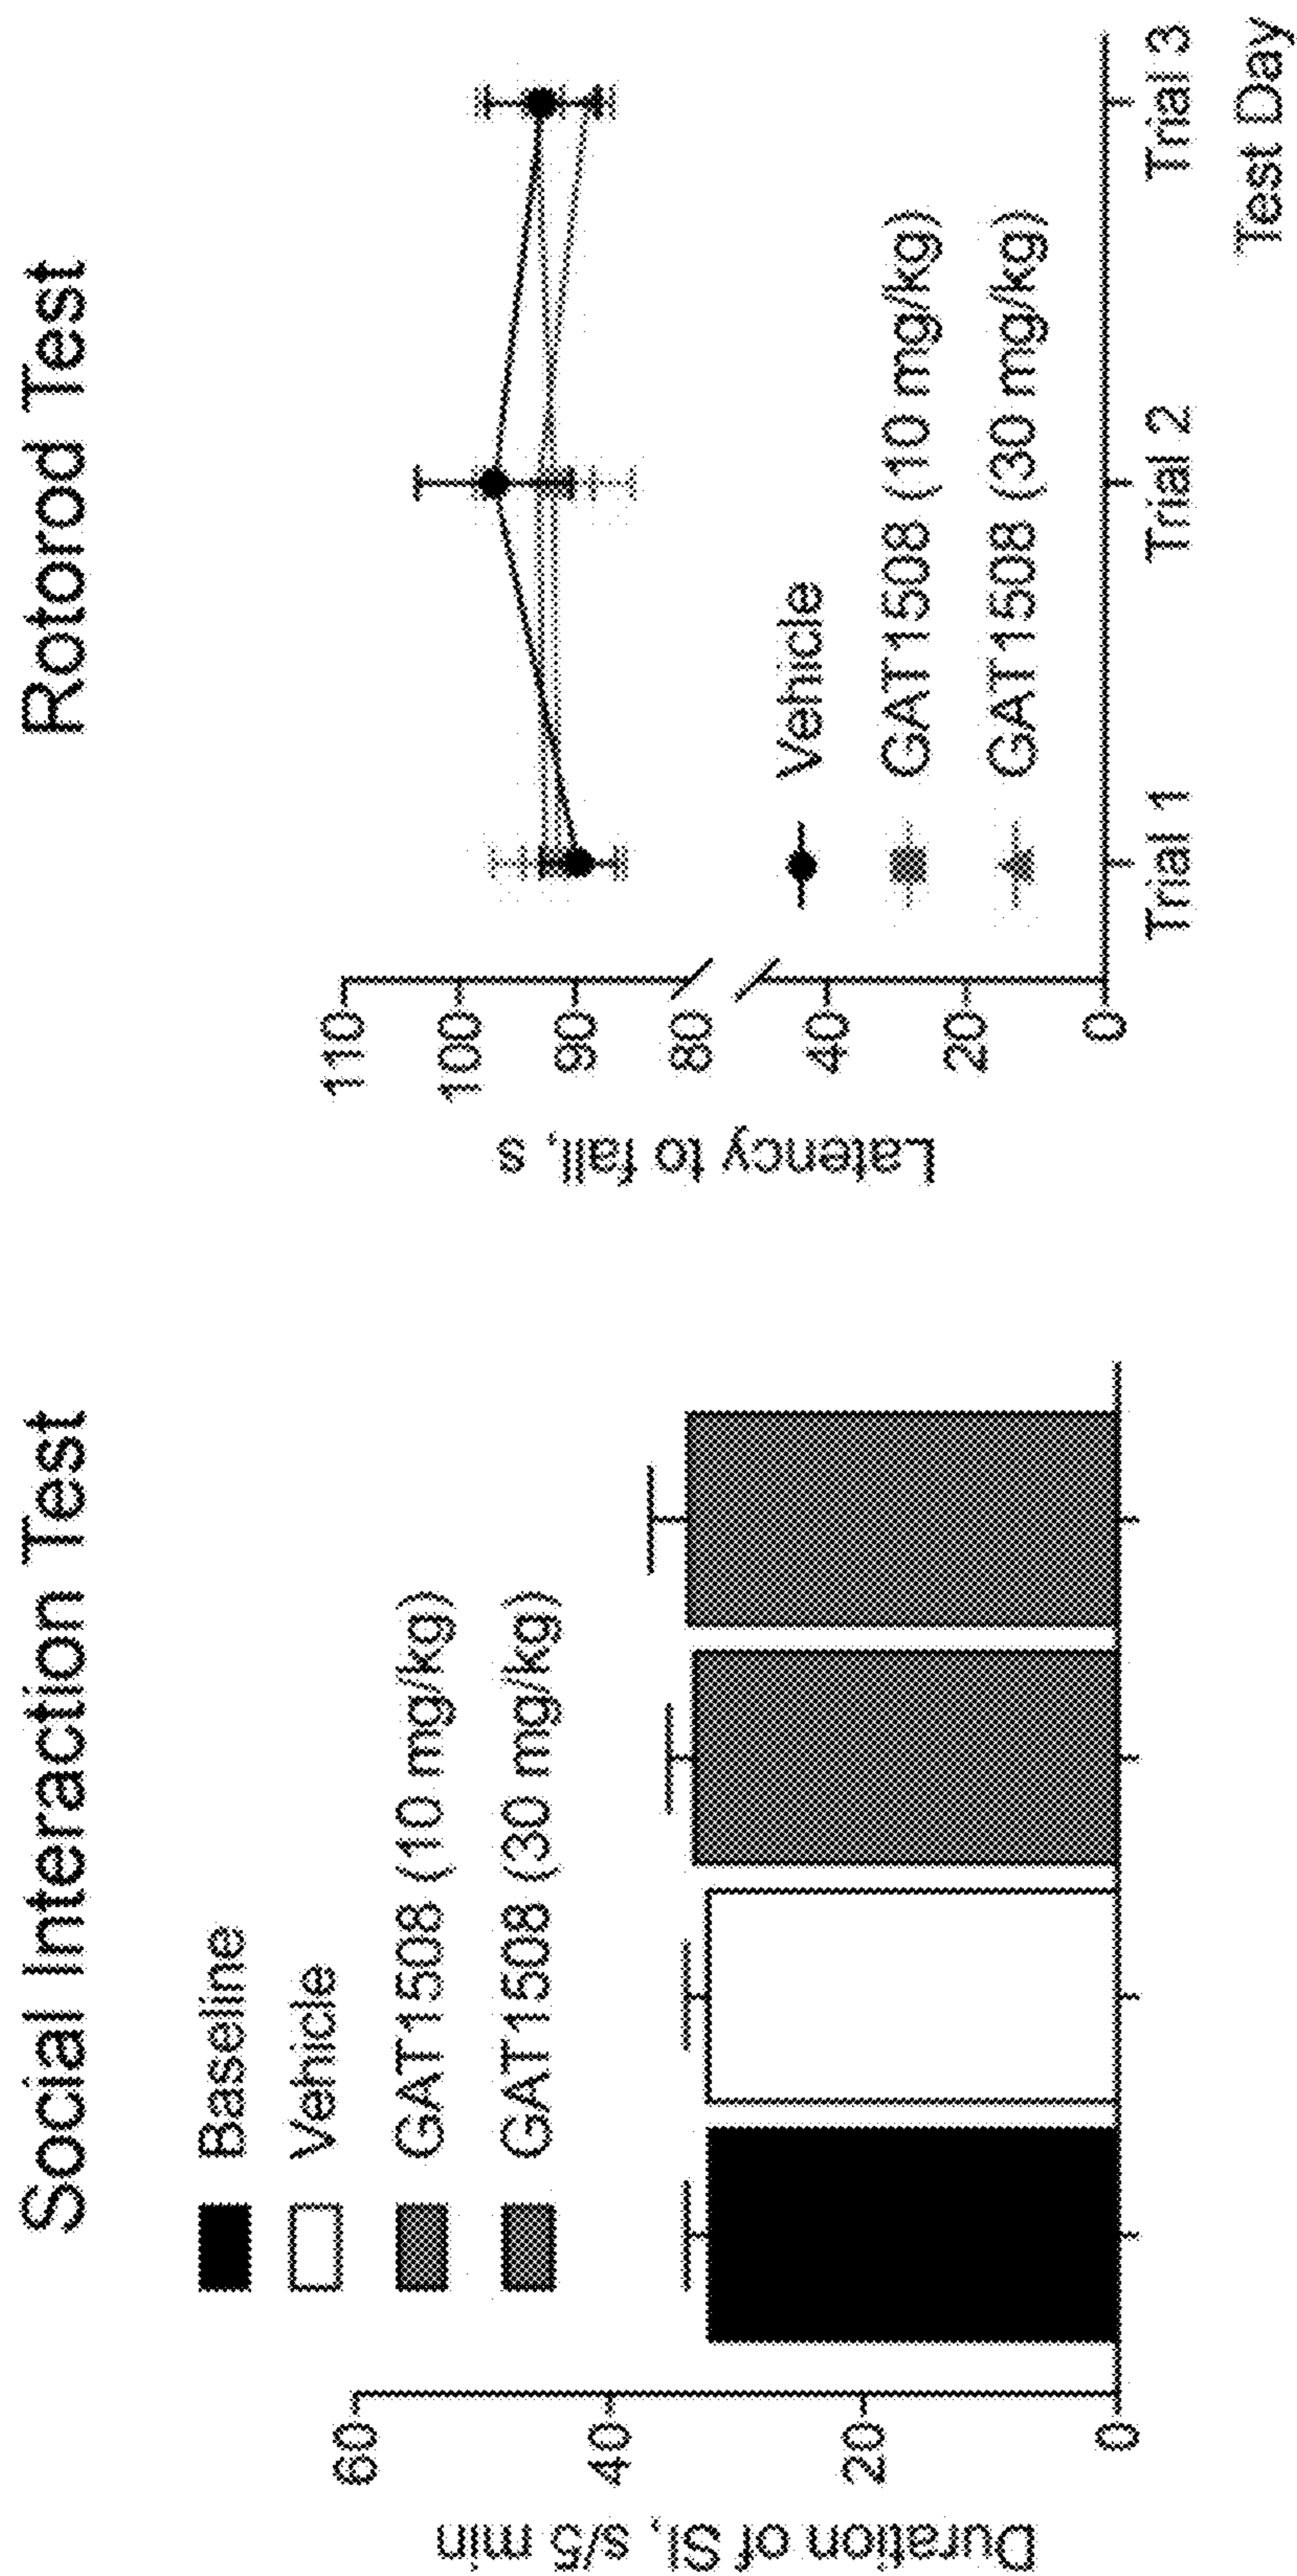 Social Interaction Test
Baseline
Vehicle
GAT1508 (10 mg/kg)
GAT1508 (30 mg/kg)
Duration of SI, s/5 min
60
40
20
0
Rotorod Test
Latency to fall, s
110
100
90
80
40
20
0
Vehicle
GAT1508 (10 mg/kg)
GAT1508 (30 mg/kg)
Trial 1 Trial 2 Trial 3
Test Day